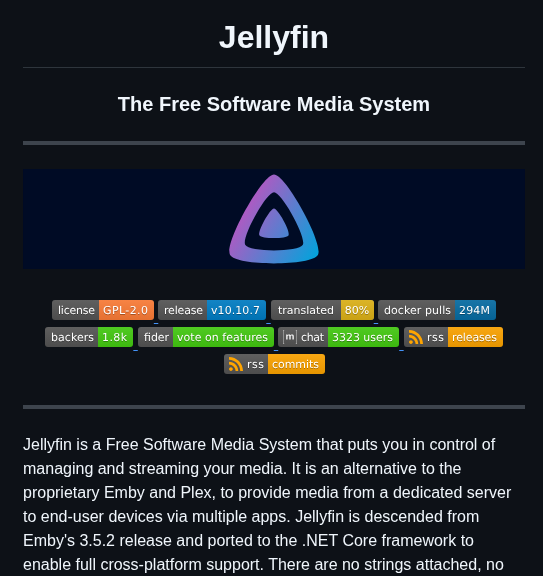 Jellyfin
The Free Software Media System
license GPL-2.0 release v10.10.7 translated 80% docker pulls 294M
backers 1.8k fider vote on features [m] chat 3323 users rss releases
rss commits
Jellyfin is a Free Software Media System that puts you in control of
managing and streaming your media. It is an alternative to the
proprietary Emby and Plex, to provide media from a dedicated server
to end-user devices via multiple apps. Jellyfin is descended from
Emby's 3.5.2 release and ported to the .NET Core framework to
enable full cross-platform support. There are no strings attached, no